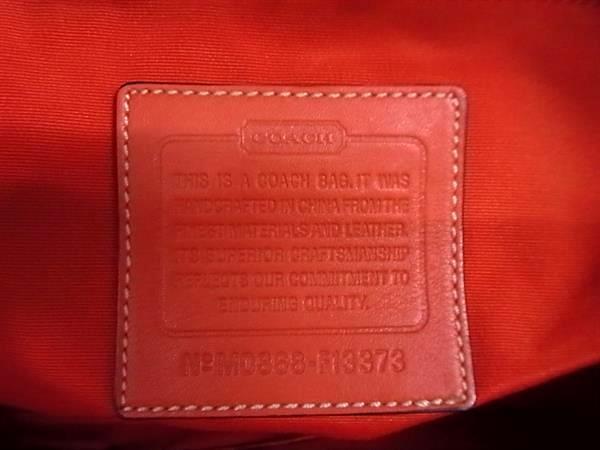 COACH
THIS IS A COACH BAG. IT WAS
HANDCRAFTED IN CHINA FROM THE
FINEST MATERIALS AND LEATHER.
IT'S SUPERIOR CRAFTSMANSHIP
REFLECTS OUR COMMITMENT TO
ENDURING QUALITY.
Nº M0868-F13373